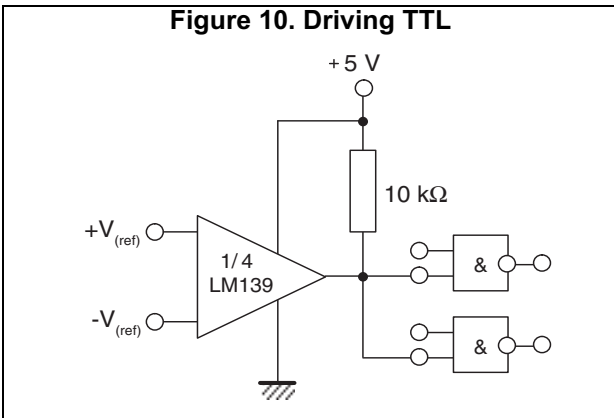 Figure 10. Driving TTL
+5 V
10 kΩ
+V(ref)
1/4
LM139
&
-V(ref)
&